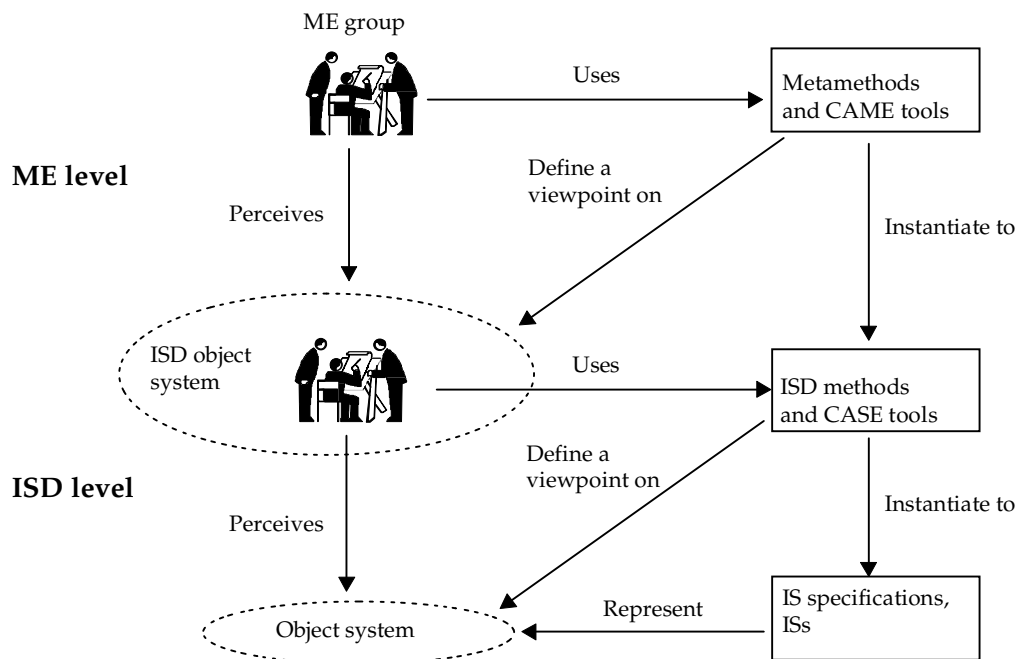 ME group
Uses
Metamethods
and CAME tools
ME level
Define a
viewpoint on
Perceives
Instantiate to
ISD object
system
Uses
ISD methods
and CASE tools
Define a
viewpoint on
ISD level
Perceives
Instantiate to
Object system
Represent
IS specifications,
ISs